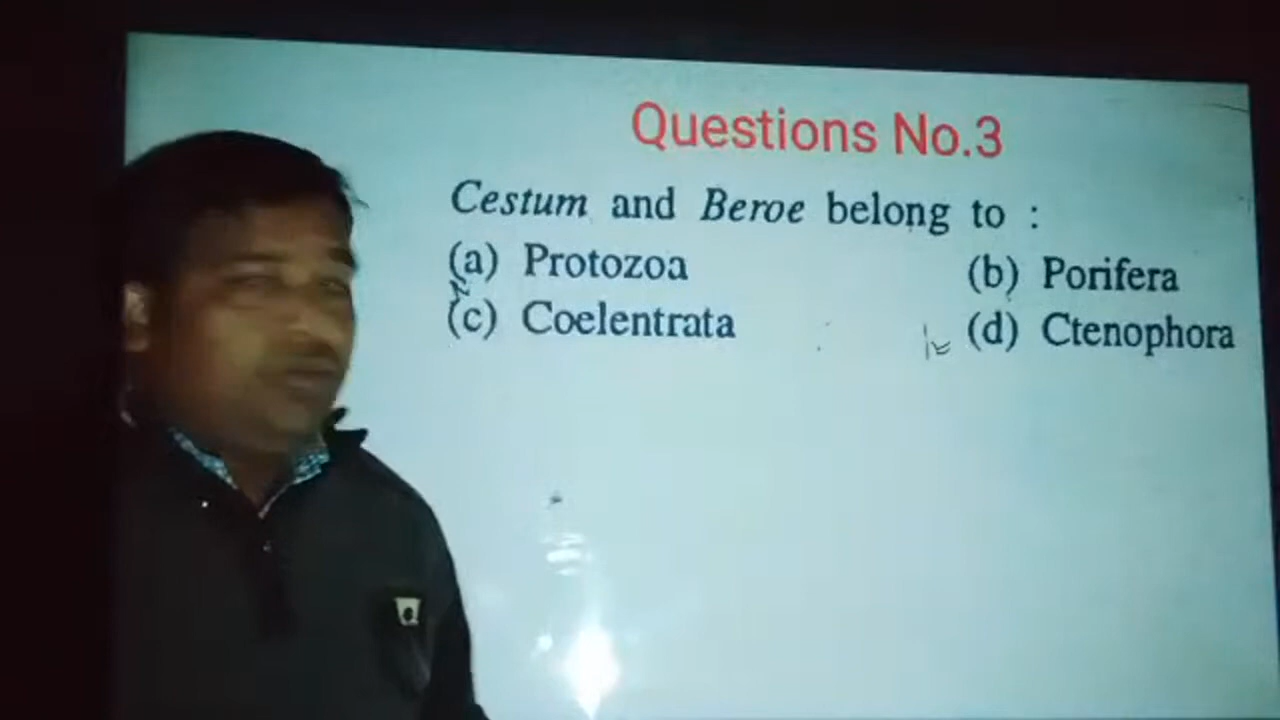 Questions No.3
Cestum and Beroe belong to :
(a) Protozoa (b) Porifera
(c) Coelentrata (d) Ctenophora